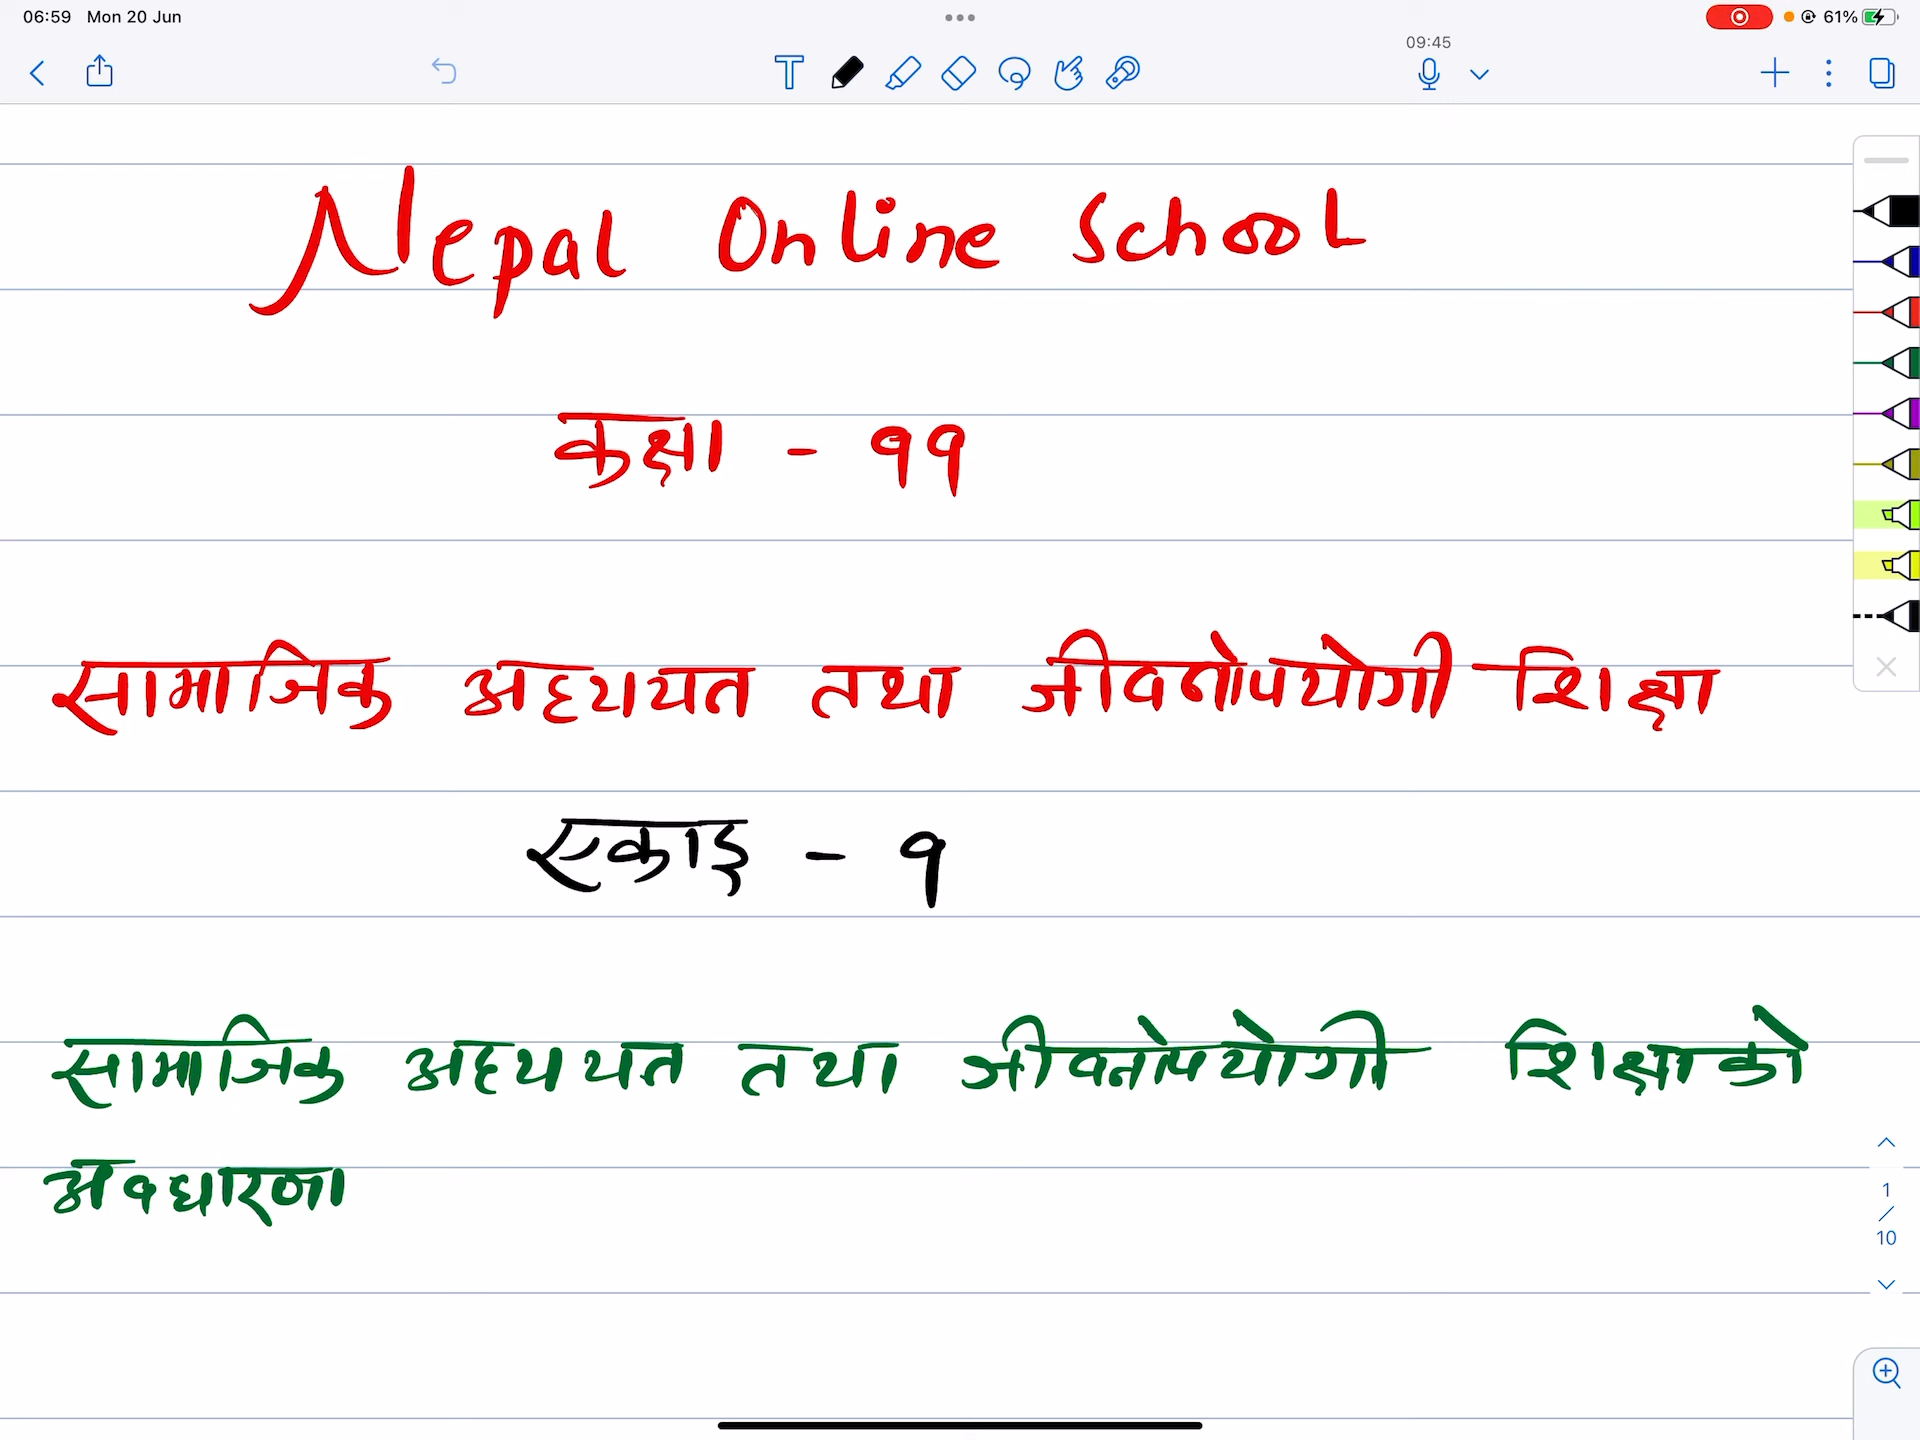 06:59 Mon 20 Jun
61%
09:45
Nepal Online School
कक्षा - ११
सामाजिक अध्ययन तथा जीवनोपयोगी शिक्षा
एकाइ - १
सामाजिक अध्ययन तथा जीवनोपयोगी शिक्षाको
अवधारणा
1
/
10